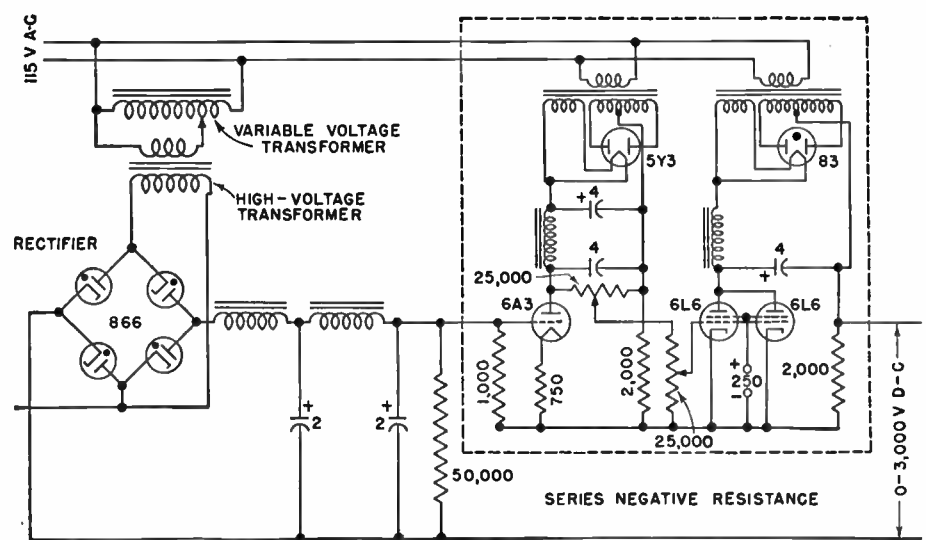 115 V A-C
VARIABLE VOLTAGE
TRANSFORMER
HIGH-VOLTAGE
TRANSFORMER
RECTIFIER
866
+
2
+
2
50,000
5Y3
83
+ 4
4
4
+
25,000
6A3
6L6
6L6
1,000
750
2,000
25,000
+
250
-
2,000
0-3,000 V D-C
SERIES NEGATIVE RESISTANCE